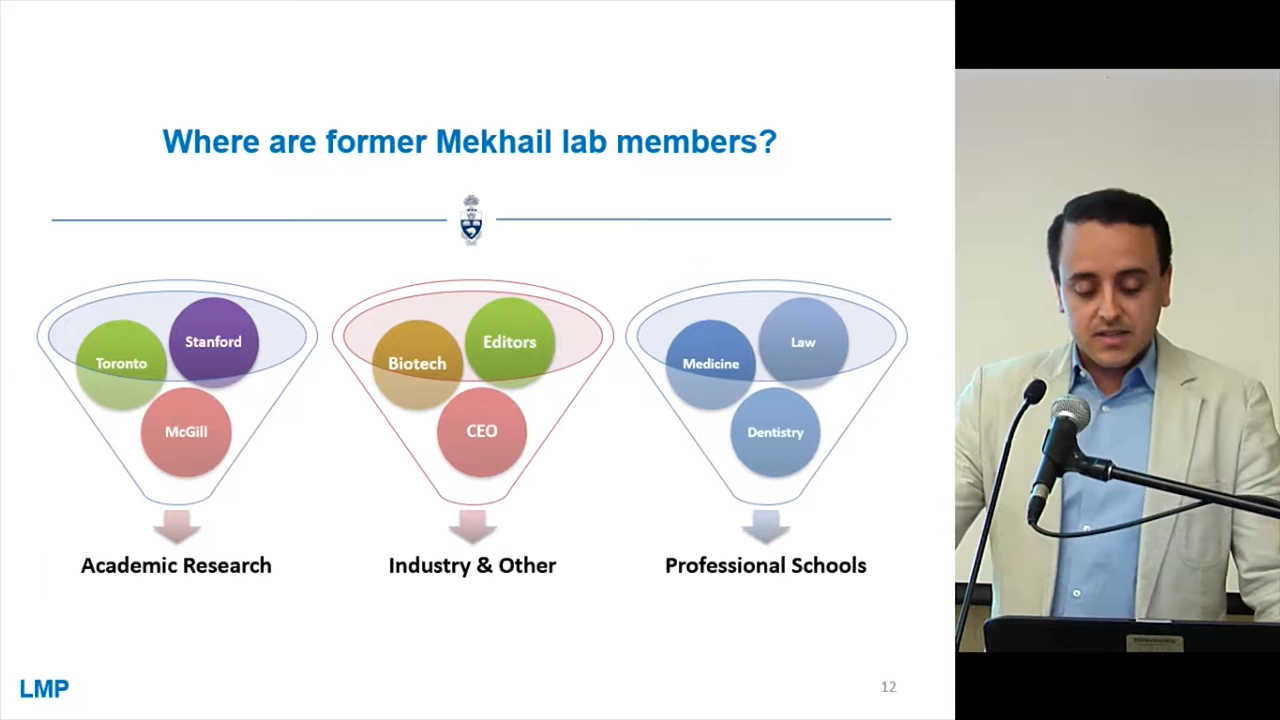 Where are former Mekhail lab members?
Toronto
Stanford
McGill
Biotech
Editors
CEO
Medicine
Law
Dentistry
Academic Research
Industry & Other
Professional Schools
LMP
12